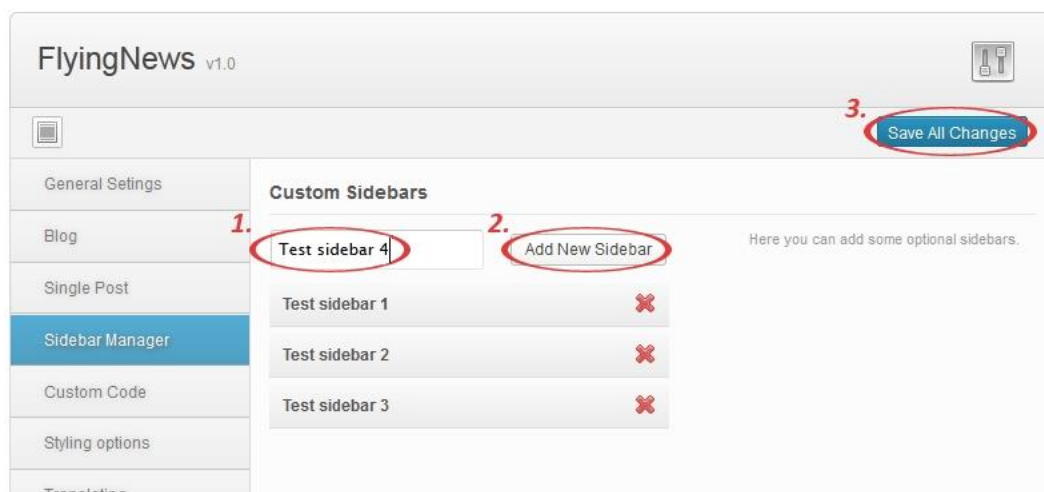 FlyingNews v1.0
3.
Save All Changes
General Setings
Custom Sidebars
Blog
1.
Test sidebar 4
2.
Add New Sidebar
Here you can add some optional sidebars.
Single Post
Test sidebar 1
Sidebar Manager
Test sidebar 2
Custom Code
Test sidebar 3
Styling options